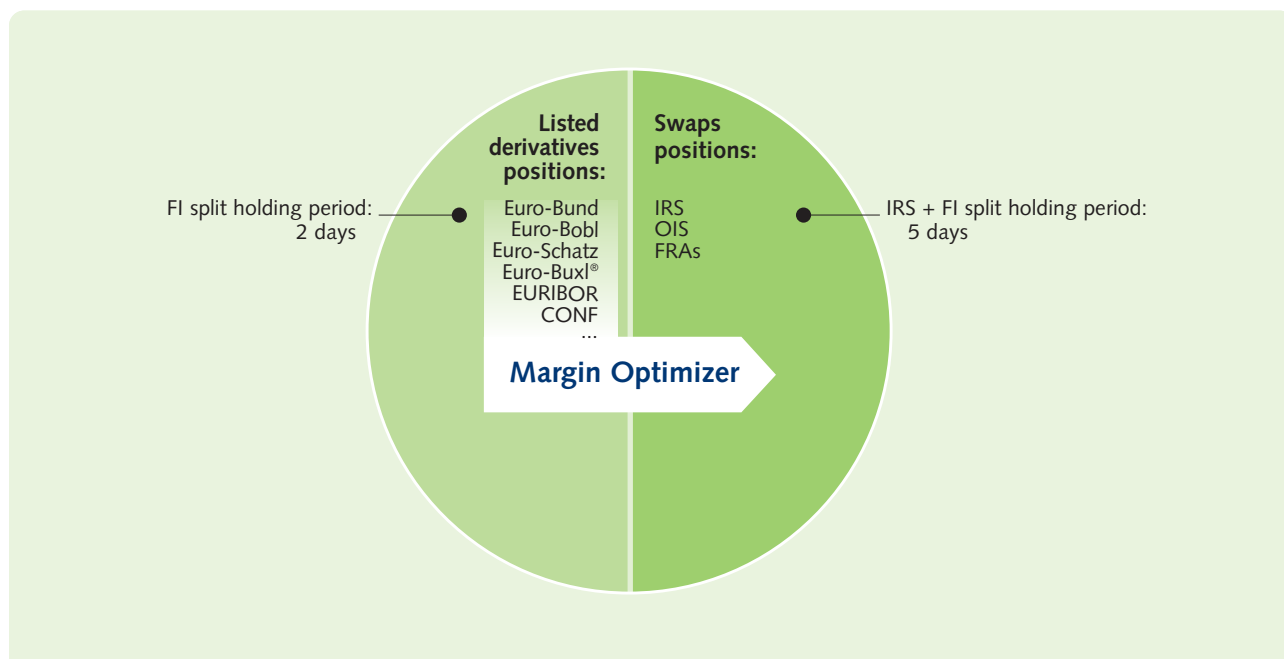 Listed
derivatives
positions:
Swaps
positions:
FI split holding period:
2 days
Euro-Bund
Euro-Bobl
Euro-Schatz
Euro-Buxl®
EURIBOR
CONF
...
IRS
OIS
FRAs
IRS + FI split holding period:
5 days
Margin Optimizer